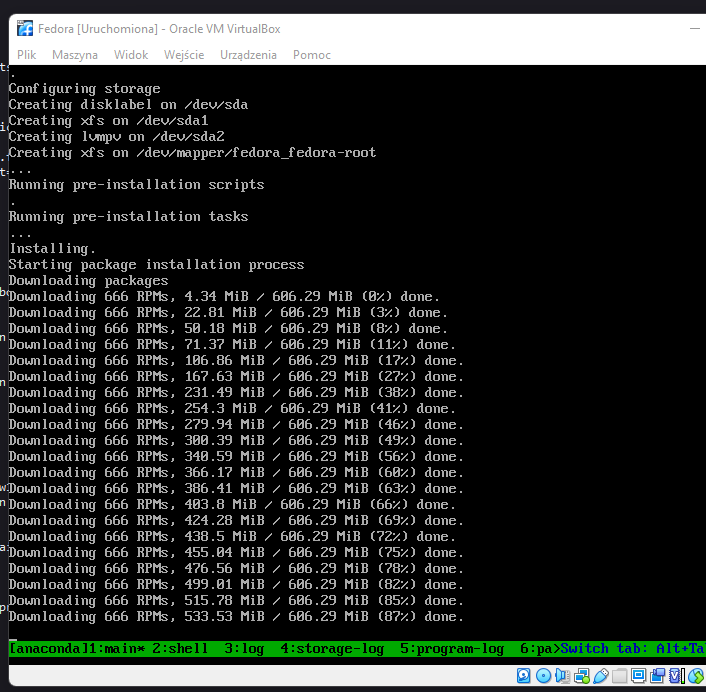 Fedora [Uruchomiona] - Oracle VM VirtualBox
Plik Maszyna Widok Wejście Urządzenia Pomoc
.
Configuring storage
Creating disklabel on /dev/sda
Creating xfs on /dev/sda1
Creating lvmpv on /dev/sda2
Creating xfs on /dev/mapper/fedora_fedora-root
...
Running pre-installation scripts
.
Running pre-installation tasks
...
Installing.
Starting package installation process
Downloading packages
Downloading 666 RPMs, 4.34 MiB / 606.29 MiB (0%) done.
Downloading 666 RPMs, 22.81 MiB / 606.29 MiB (3%) done.
Downloading 666 RPMs, 50.18 MiB / 606.29 MiB (8%) done.
Downloading 666 RPMs, 71.37 MiB / 606.29 MiB (11%) done.
Downloading 666 RPMs, 106.86 MiB / 606.29 MiB (17%) done.
Downloading 666 RPMs, 167.63 MiB / 606.29 MiB (27%) done.
Downloading 666 RPMs, 231.49 MiB / 606.29 MiB (38%) done.
Downloading 666 RPMs, 254.3 MiB / 606.29 MiB (41%) done.
Downloading 666 RPMs, 279.94 MiB / 606.29 MiB (46%) done.
Downloading 666 RPMs, 300.39 MiB / 606.29 MiB (49%) done.
Downloading 666 RPMs, 340.59 MiB / 606.29 MiB (56%) done.
Downloading 666 RPMs, 366.17 MiB / 606.29 MiB (60%) done.
Downloading 666 RPMs, 386.41 MiB / 606.29 MiB (63%) done.
Downloading 666 RPMs, 403.8 MiB / 606.29 MiB (66%) done.
Downloading 666 RPMs, 424.28 MiB / 606.29 MiB (69%) done.
Downloading 666 RPMs, 438.5 MiB / 606.29 MiB (72%) done.
Downloading 666 RPMs, 455.04 MiB / 606.29 MiB (75%) done.
Downloading 666 RPMs, 476.56 MiB / 606.29 MiB (78%) done.
Downloading 666 RPMs, 499.01 MiB / 606.29 MiB (82%) done.
Downloading 666 RPMs, 515.78 MiB / 606.29 MiB (85%) done.
Downloading 666 RPMs, 533.53 MiB / 606.29 MiB (87%) done.
[anaconda]1:main* 2:shell 3:log 4:storage-log 5:program-log 6:pa>Switch tab: Alt+Ta